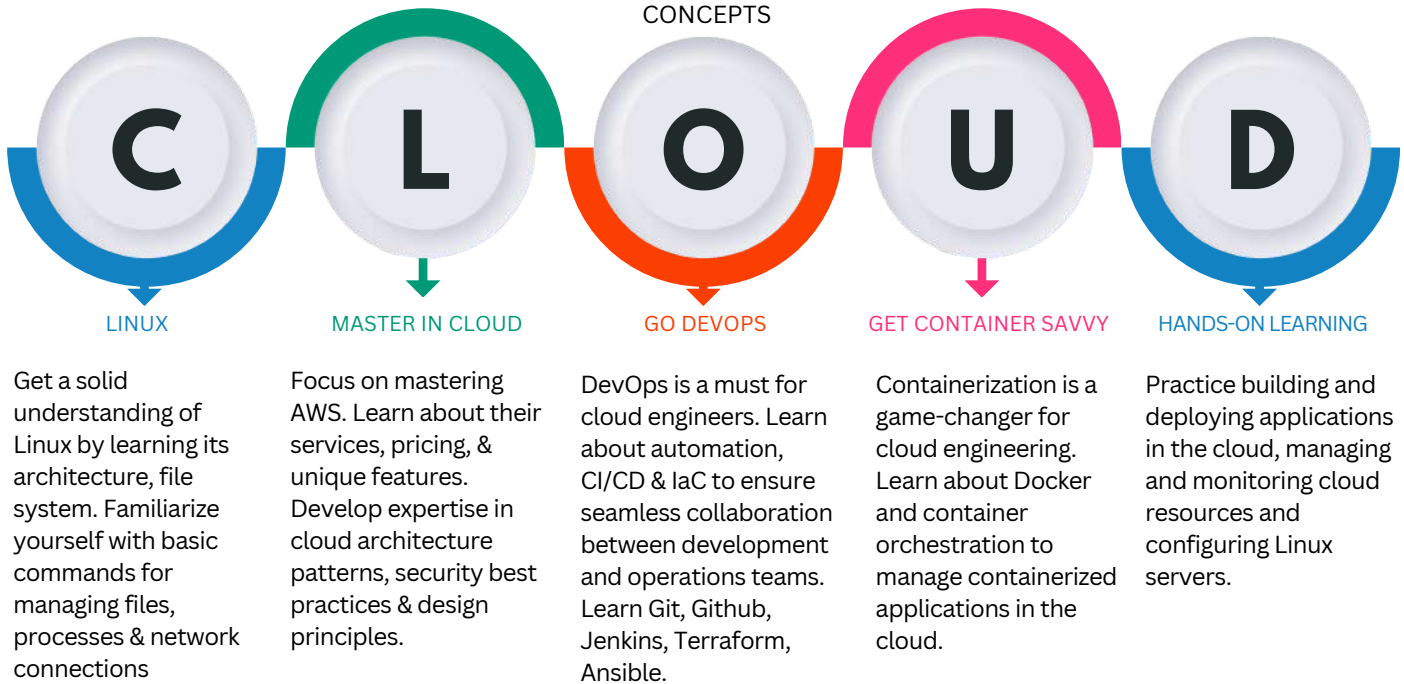 CONCEPTS
C
L
O
U
D
LINUX
MASTER IN CLOUD
GO DEVOPS
GET CONTAINER SAVVY
HANDS-ON LEARNING
Get a solid
understanding of
Linux by learning its
architecture, file
system. Familiarize
yourself with basic
commands for
managing files,
processes & network
connections
Focus on mastering
AWS. Learn about their
services, pricing, &
unique features.
Develop expertise in
cloud architecture
patterns, security best
practices & design
principles.
DevOps is a must for
cloud engineers. Learn
about automation,
CI/CD & IaC to ensure
seamless collaboration
between development
and operations teams.
Learn Git, Github,
Jenkins, Terraform,
Ansible.
Containerization is a
game-changer for
cloud engineering.
Learn about Docker
and container
orchestration to
manage containerized
applications in the
cloud.
Practice building and
deploying applications
in the cloud, managing
and monitoring cloud
resources and
configuring Linux
servers.